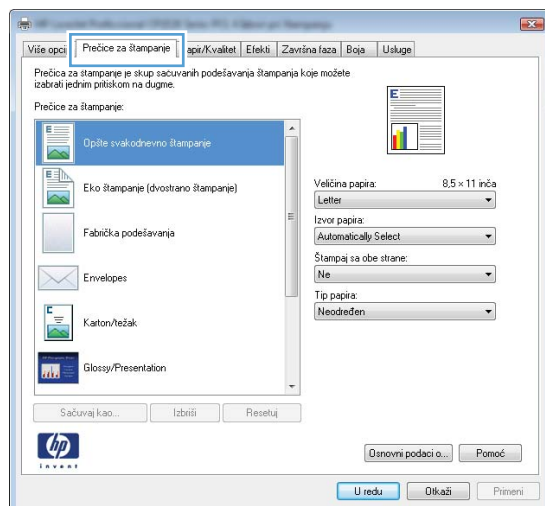 Više opci Prečice za štampanje apir/Kvalitet Efekti Završna faza Boja Usluge
Prečica za štampanje je skup sačuvanih podešavanja štampanja koje možete
izabrati jednim pritiskom na dugme.
Prečice za štampanje:
Opšte svakodnevno štampanje
Eko štampanje (dvostrano štampanje)
Fabrička podešavanja
Envelopes
Karton/težak
Glossy/Presentation
Sačuvaj kao... Izbriši Resetuj
E
Veličina papira: 8,5 × 11 inča
Letter
Izvor papira:
Automatically Select
Štampaj sa obe strane:
Ne
Tip papira:
Neodređen
hp
invent
Osnovni podaci o... Pomoć
U redu Otkaži Primeni